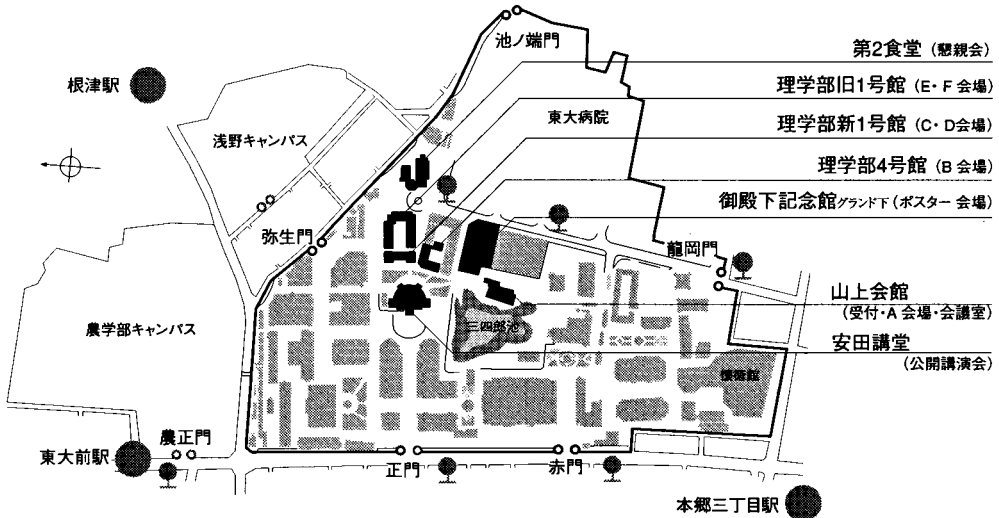 池ノ端門
第2食堂 (懇親会)
根津駅
理学部旧1号館 (E・F 会場)
東大病院
浅野キャンパス
理学部新1号館 (C・D会場)
理学部4号館 (B 会場)
御殿下記念館 グランド下 (ポスター 会場)
弥生門
龍岡門
山上会館
(受付・A 会場・会議室)
農学部キャンパス
三四郎池
安田講堂
(公開講演会)
懐徳館
農正門
東大前駅
正門
赤門
本郷三丁目駅